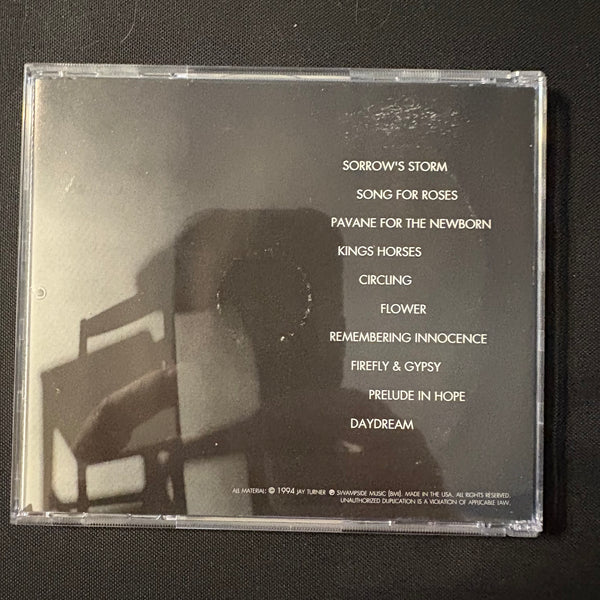 SORROW'S STORM
SONG FOR ROSES
PAVANE FOR THE NEWBORN
KINGS HORSES
CIRCLING
FLOWER
REMEMBERING INNOCENCE
FIREFLY & GYPSY
PRELUDE IN HOPE
DAYDREAM
ALL MATERIAL: © 1994 JAY TURNER ℗ SWAMPSIDE MUSIC (BMI). MADE IN THE USA. ALL RIGHTS RESERVED.
UNAUTHORIZED DUPLICATION IS A VIOLATION OF APPLICABLE LAW.